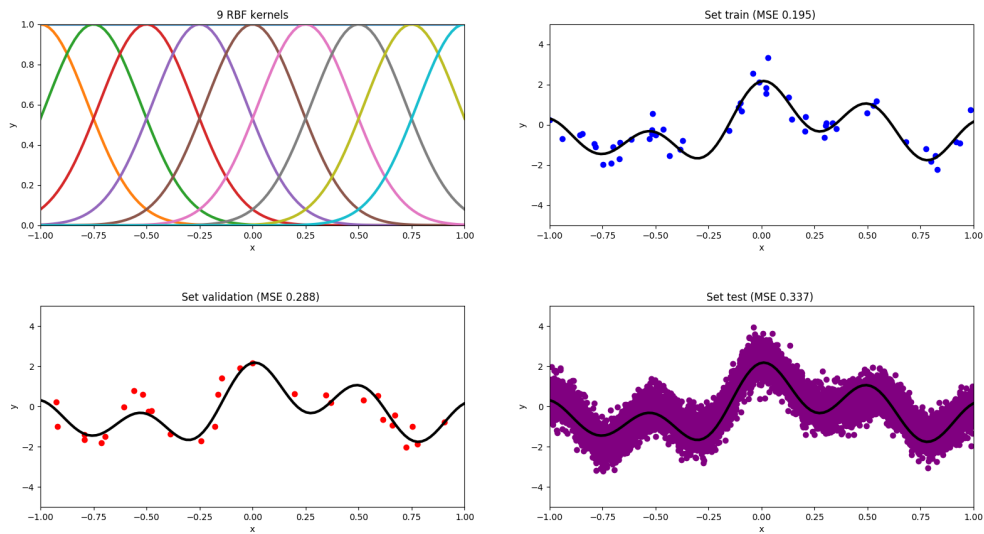 9 RBF kernels
1.0
0.8
0.6
0.4
0.2
0.0
y
−1.00 −0.75 −0.50 −0.25 0.00 0.25 0.50 0.75 1.00
x
Set train (MSE 0.195)
4
2
0
−2
−4
y
−1.00 −0.75 −0.50 −0.25 0.00 0.25 0.50 0.75 1.00
x
Set validation (MSE 0.288)
4
2
0
−2
−4
y
−1.00 −0.75 −0.50 −0.25 0.00 0.25 0.50 0.75 1.00
x
Set test (MSE 0.337)
4
2
0
−2
−4
y
−1.00 −0.75 −0.50 −0.25 0.00 0.25 0.50 0.75 1.00
x